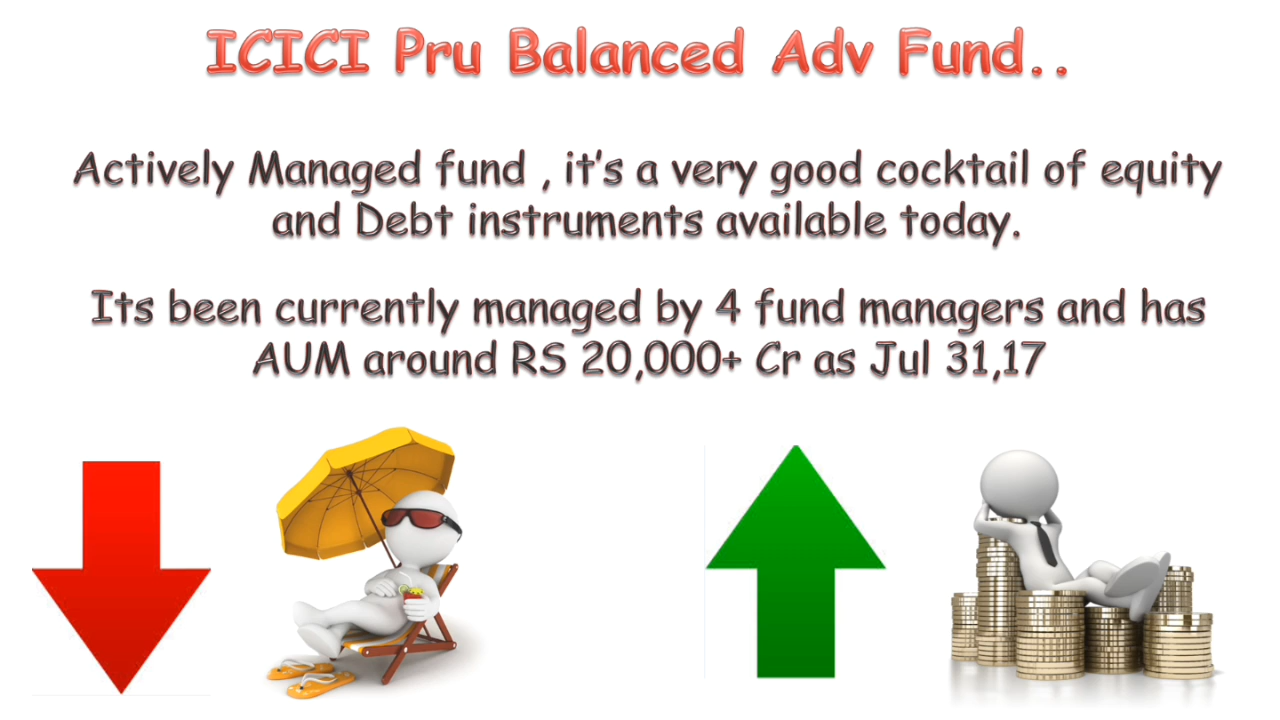 ICICI Pru Balanced Adv Fund..
Actively Managed fund , it's a very good cocktail of equity
and Debt instruments available today.
Its been currently managed by 4 fund managers and has
AUM around RS 20,000+ Cr as Jul 31,17